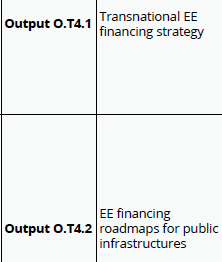 Output O.T4.1
Transnational EE
financing strategy
Output O.T4.2
EE financing
roadmaps for public
infrastructures